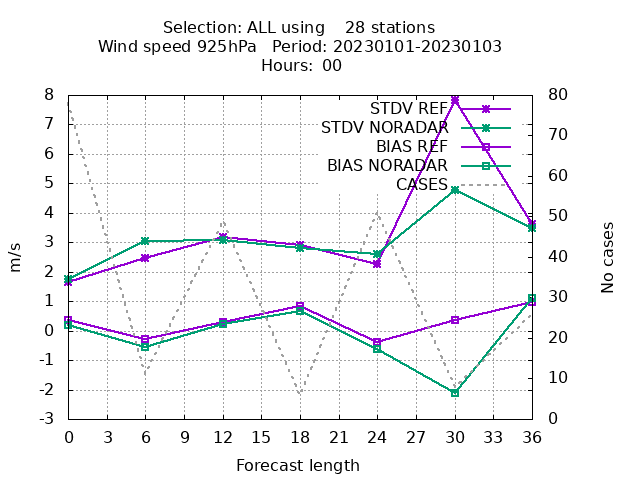 Selection: ALL using    28 stations
Wind speed 925hPa   Period: 20230101-20230103
Hours: 00
STDV REF
STDV NORADAR
BIAS REF
BIAS NORADAR
CASES
8
7
6
5
4
3
2
1
0
-1
-2
-3
80
70
60
50
40
30
20
10
0
m/s
No cases
0 3 6 9 12 15 18 21 24 27 30 33 36
Forecast length